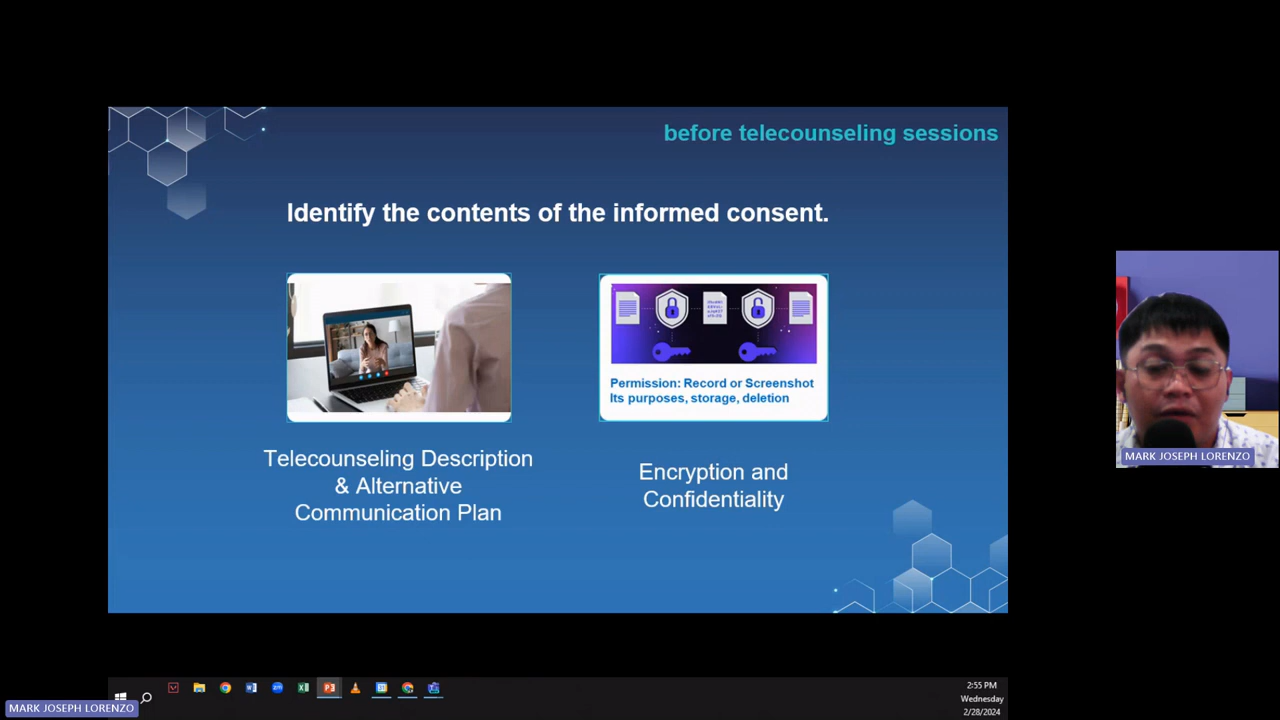 before telecounseling sessions
Identify the contents of the informed consent.
Permission: Record or Screenshot
Its purposes, storage, deletion
Telecounseling Description
& Alternative
Communication Plan
Encryption and
Confidentiality
MARK JOSEPH LORENZO
2:55 PM
Wednesday
2/28/2024
MARK JOSEPH LORENZO